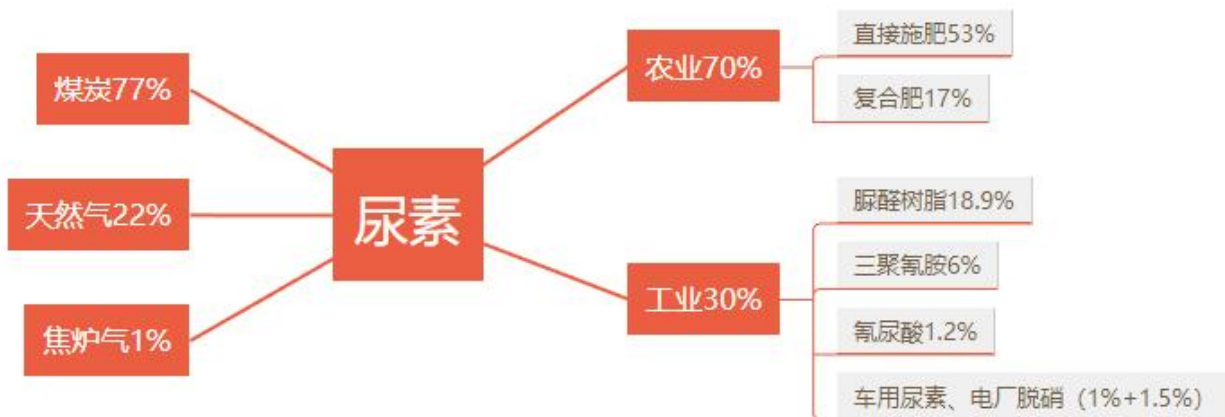 煤炭77%
天然气22%
焦炉气1%
尿素
农业70%
直接施肥53%
复合肥17%
工业30%
脲醛树脂18.9%
三聚氰胺6%
氰尿酸1.2%
车用尿素、电厂脱硝（1%+1.5%）